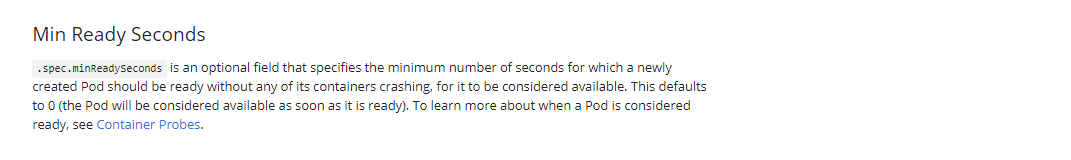 Min Ready Seconds
.spec.minReadySeconds is an optional field that specifies the minimum number of seconds for which a newly
created Pod should be ready without any of its containers crashing, for it to be considered available. This defaults
to 0 (the Pod will be considered available as soon as it is ready). To learn more about when a Pod is considered
ready, see Container Probes.